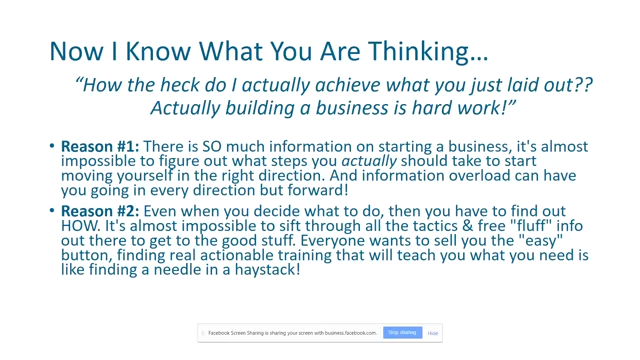 Now I Know What You Are Thinking...
“How the heck do I actually achieve what you just laid out??
Actually building a business is hard work!”
• Reason #1: There is SO much information on starting a business, it's almost
impossible to figure out what steps you actually should take to start
moving yourself in the right direction. And information overload can have
you going in every direction but forward!
• Reason #2: Even when you decide what to do, then you have to find out
HOW. It's almost impossible to sift through all the tactics & free "fluff" info
out there to get to the good stuff. Everyone wants to sell you the "easy"
button, finding real actionable training that will teach you what you need is
like finding a needle in a haystack!
Facebook Screen Sharing is sharing your screen with business.facebook.com.
Stop sharing
Hide